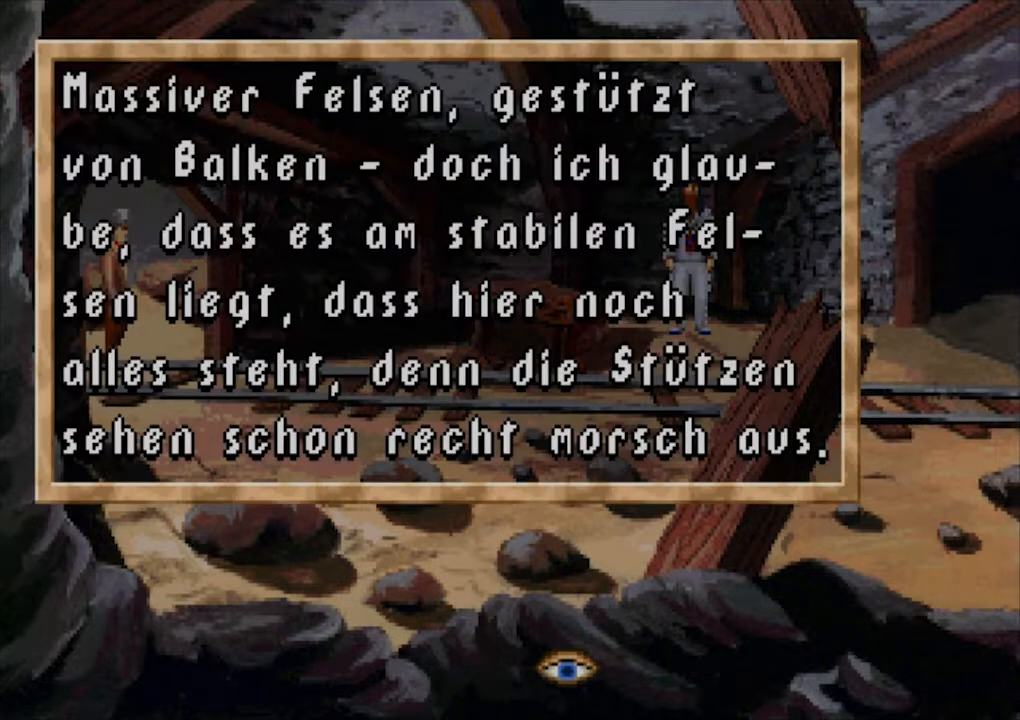 Massiver Felsen, gestützt
von Balken - doch ich glau-
be, dass es am stabilen Fel-
sen liegt, dass hier noch
alles steht, denn die Stützen
sehen schon recht morsch aus.